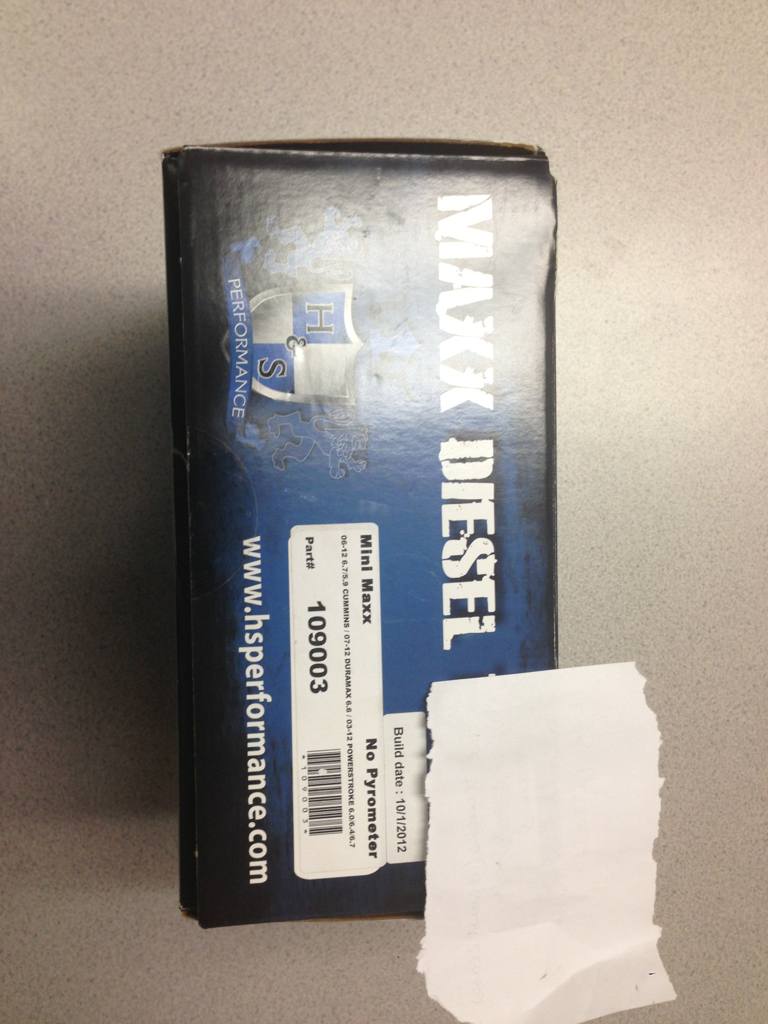 MAXX DIESEL
H
&
S
PERFORMANCE
Build date : 10/1/2012
Mini Maxx No Pyrometer
06-12 6.7/5.9 CUMMINS / 07-12 DURAMAX 6.6 / 03-12 POWERSTROKE 6.0/6.4/6.7
Part# 109003
*109003*
www.hsperformance.com